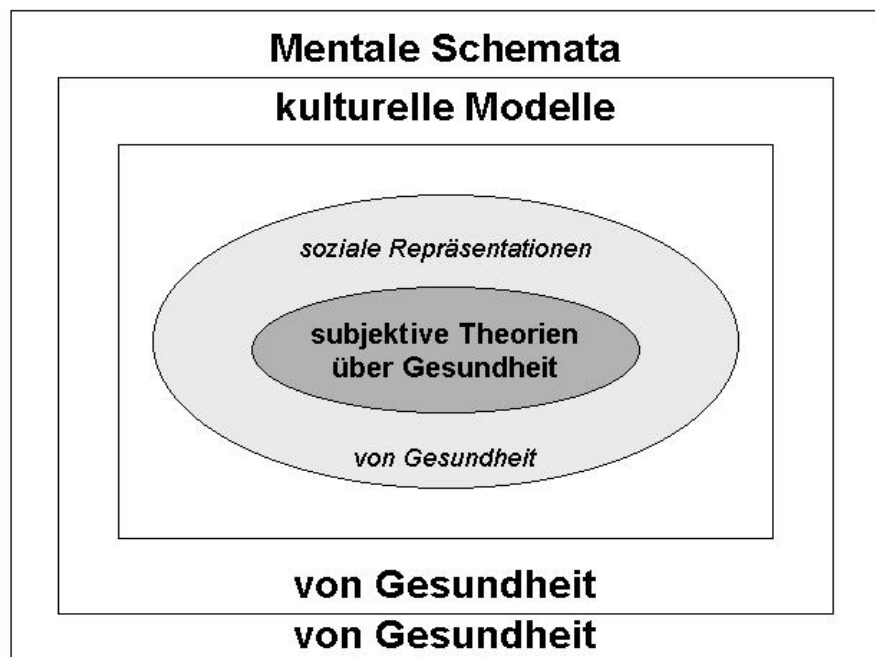 Mentale Schemata
kulturelle Modelle
soziale Repräsentationen
subjektive Theorien
über Gesundheit
von Gesundheit
von Gesundheit
von Gesundheit